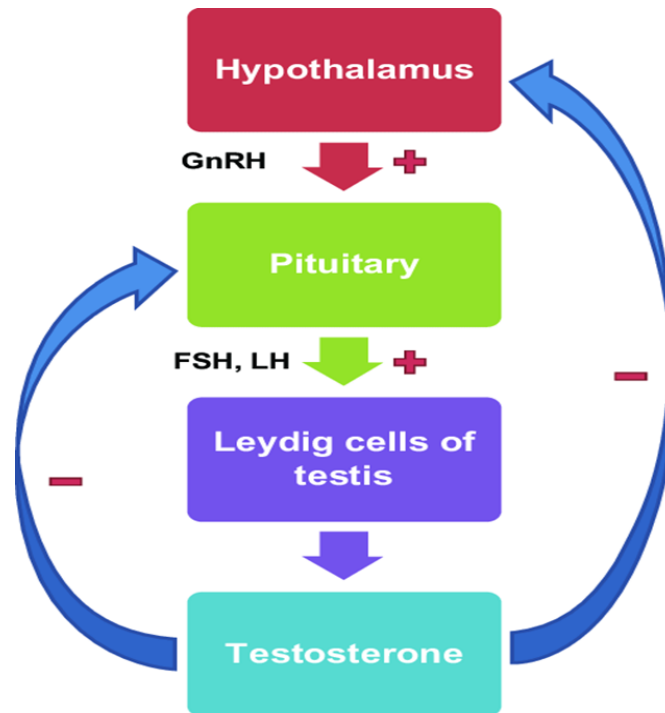 Hypothalamus
GnRH +
Pituitary
FSH, LH +
Leydig cells of
testis
−
−
Testosterone